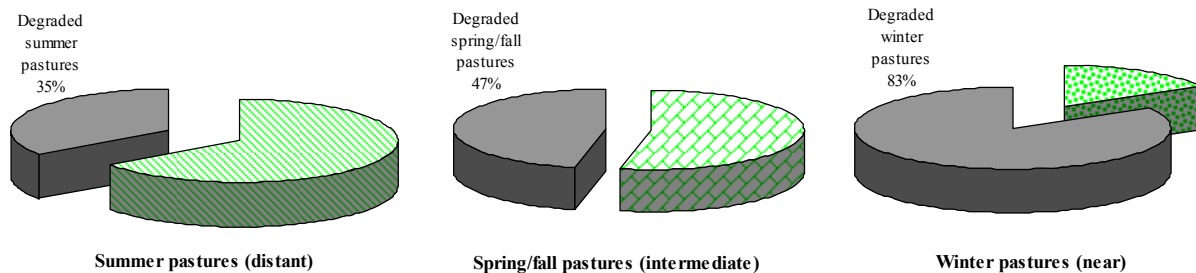 Degraded
summer
pastures
35%
Summer pastures (distant)
Degraded
spring/fall
pastures
47%
Spring/fall pastures (intermediate)
Degraded
winter
pastures
83%
Winter pastures (near)